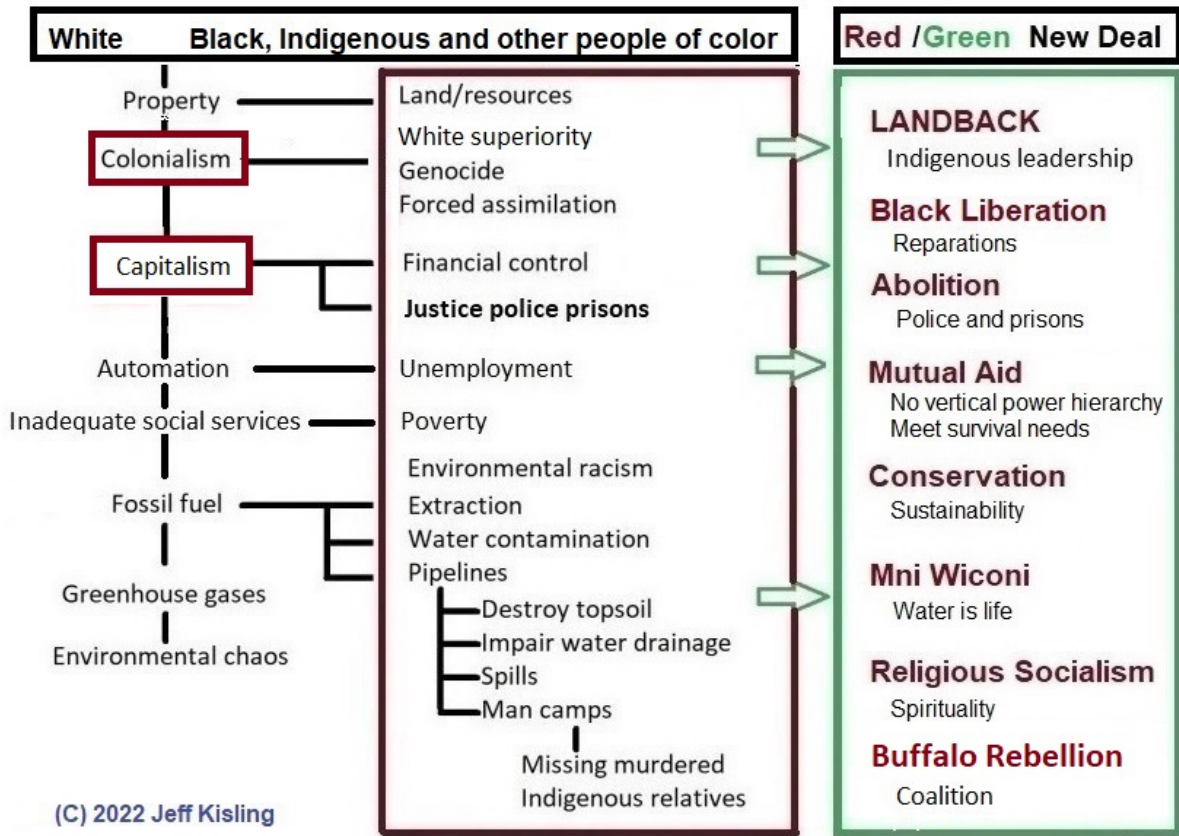 White Black, Indigenous and other people of color
Property
Colonialism
Capitalism
Automation
Inadequate social services
Fossil fuel
Greenhouse gases
Environmental chaos
(C) 2022 Jeff Kisling
Land/resources
White superiority
Genocide
Forced assimilation
Financial control
Justice police prisons
Unemployment
Poverty
Environmental racism
Extraction
Water contamination
Pipelines
Destroy topsoil
Impair water drainage
Spills
Man camps
Missing murdered
Indigenous relatives
Red /Green New Deal
LANDBACK
Indigenous leadership
Black Liberation
Reparations
Abolition
Police and prisons
Mutual Aid
No vertical power hierarchy
Meet survival needs
Conservation
Sustainability
Mni Wiconi
Water is life
Religious Socialism
Spirituality
Buffalo Rebellion
Coalition